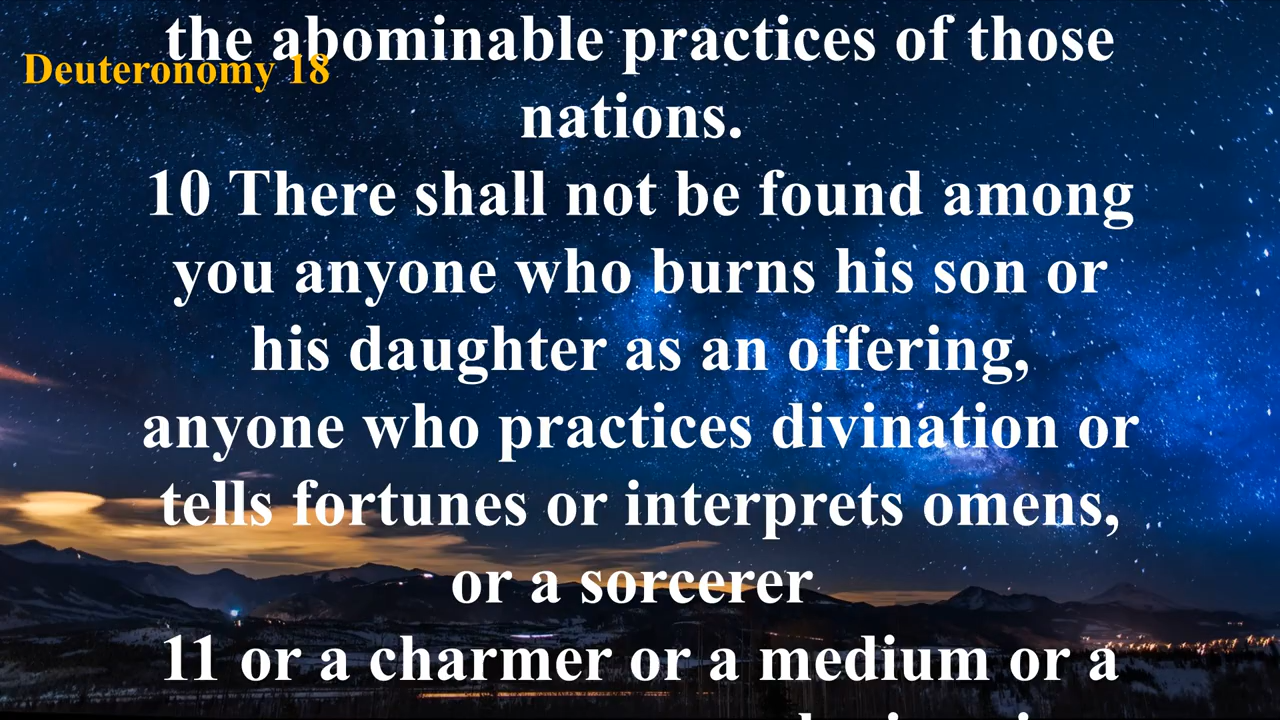 the abominable practices of those
Deuteronomy 18
nations.
10 There shall not be found among
you anyone who burns his son or
his daughter as an offering,
anyone who practices divination or
tells fortunes or interprets omens,
or a sorcerer
11 or a charmer or a medium or a